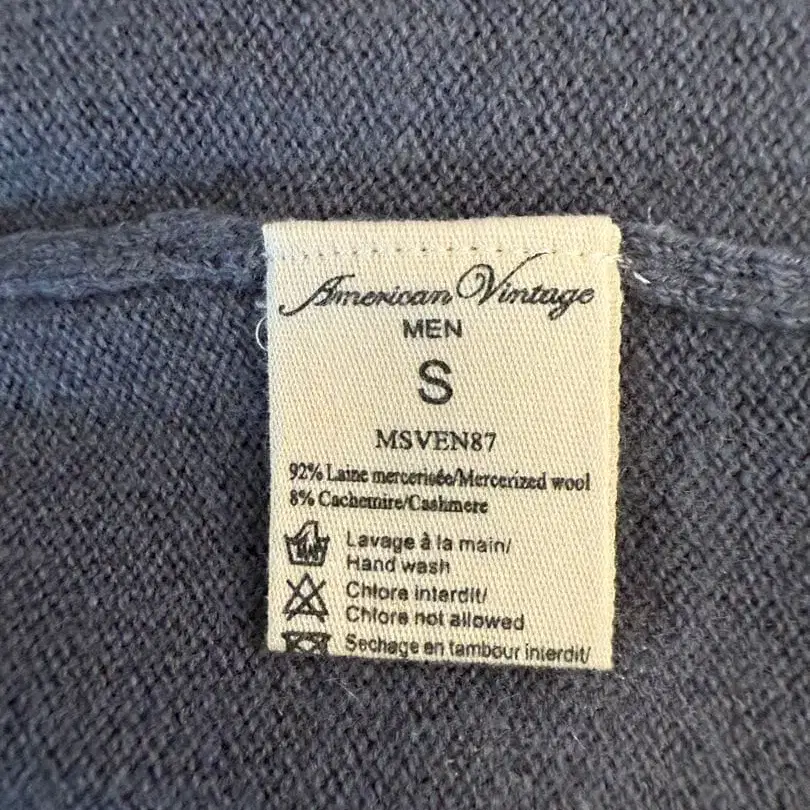 American Vintage
MEN
S
MSVEN87
92% Laine mercerisée/Mercerized wool
8% Cachemire/Cashmere
Lavage à la main/
Hand wash
Chlore interdit/
Chlore not allowed
Sechage en tambour interdit/